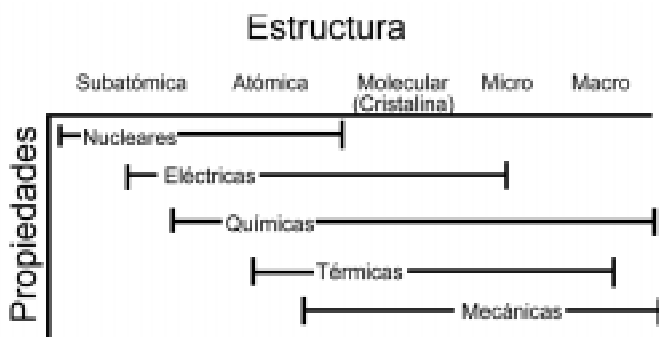 Estructura
Subatómica Atómica Molecular Micro Macro
(Cristalina)
Propiedades
Nucleares
Eléctricas
Químicas
Térmicas
Mecánicas